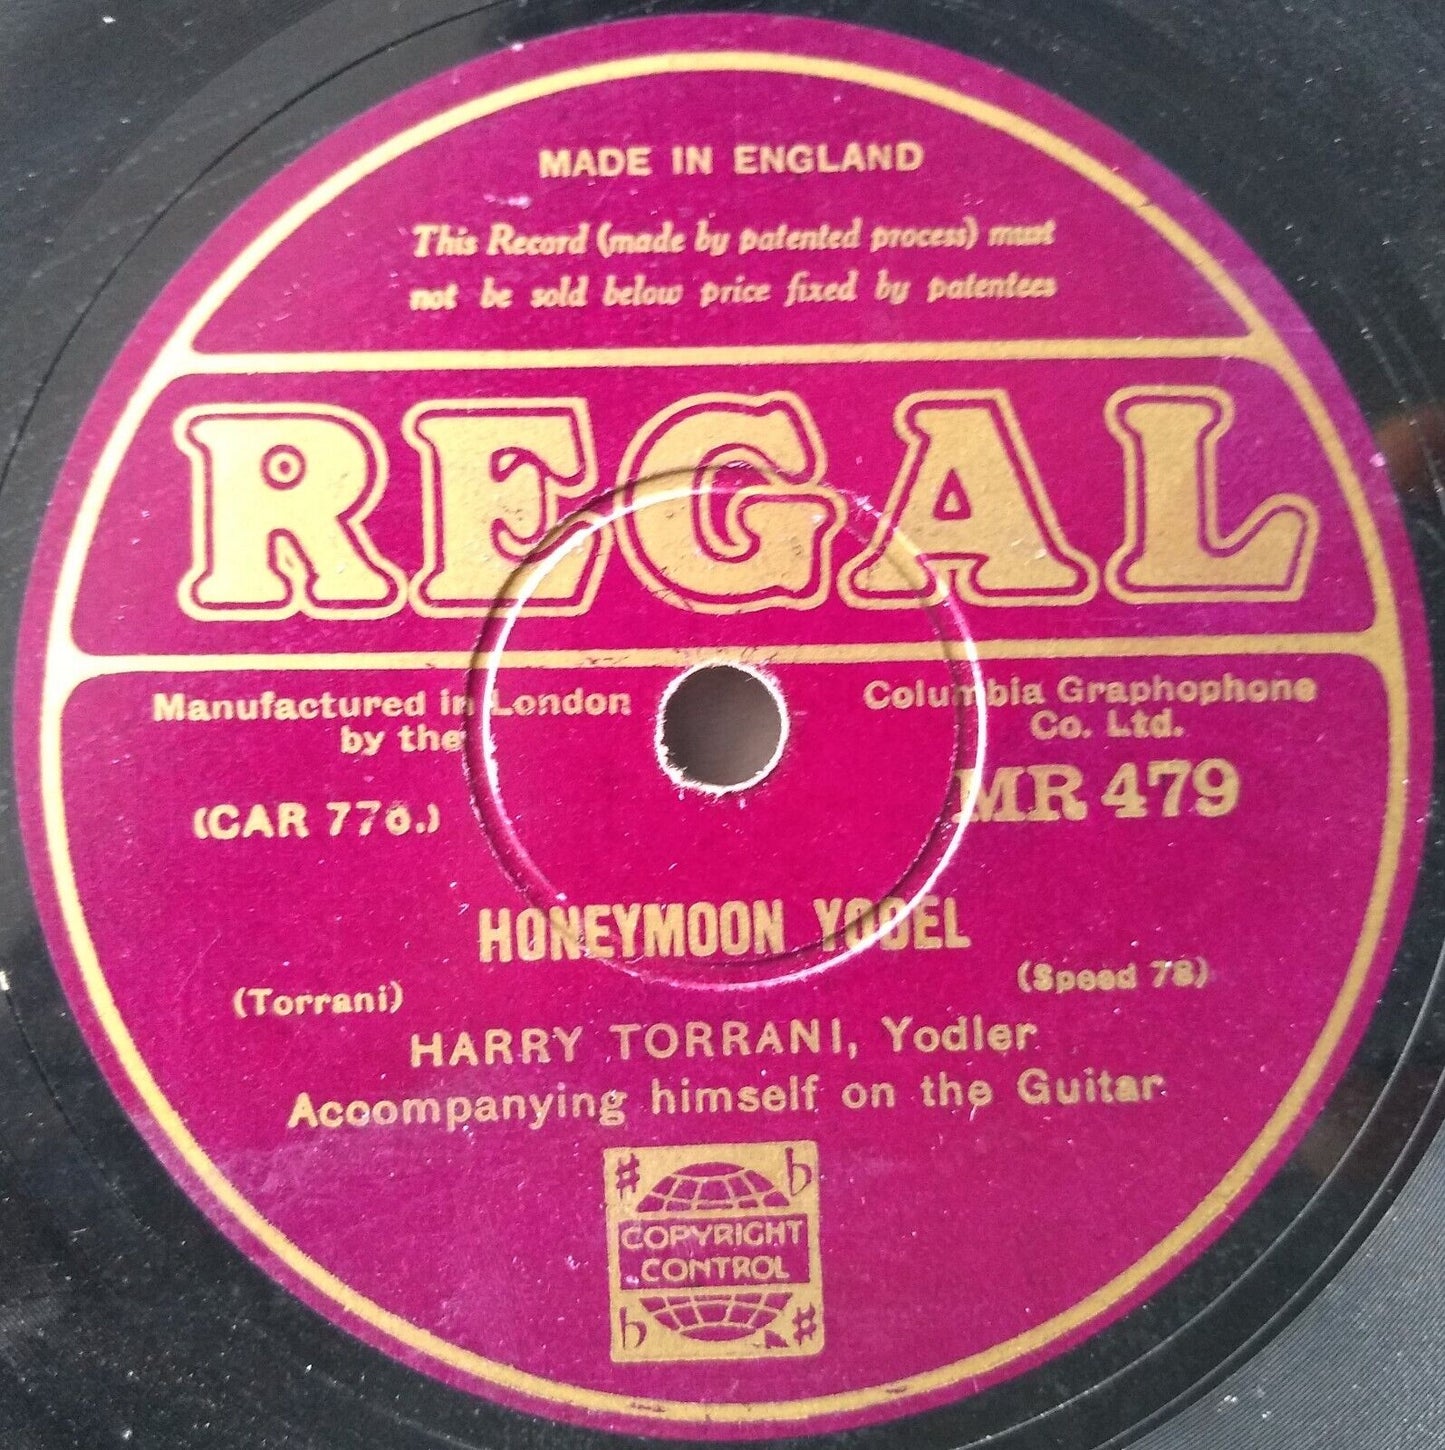 MADE IN ENGLAND
This Record (made by patented process) must
not be sold below price fixed by patentees
REGAL
Manufactured in London
by the
Columbia Graphophone
Co. Ltd.
MR 479
HONEYMOON YODEL
(Torrani)
(Speed 78)
HARRY TORRANI, Yodler
Accompanying himself on the Guitar
♯ ♭
COPYRIGHT
CONTROL
♭ ♯